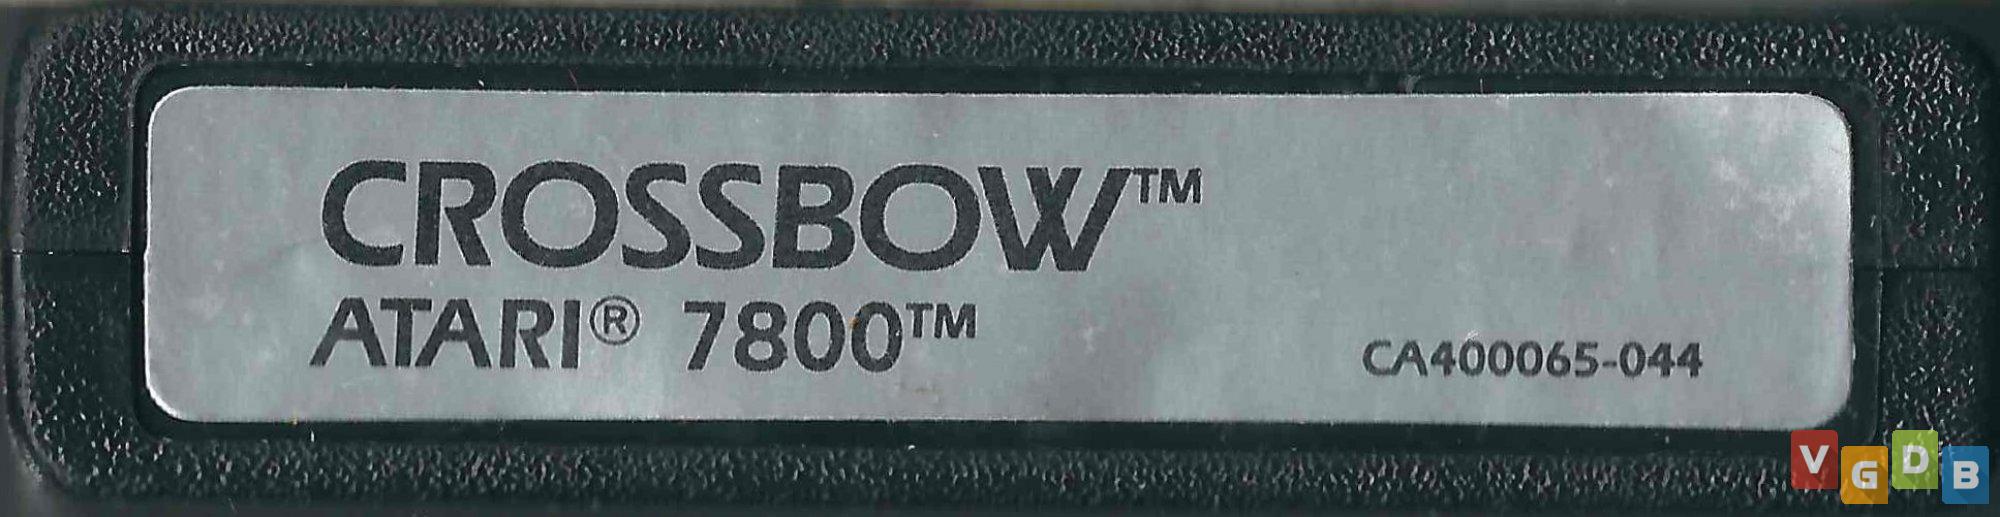 CROSSBOW™
ATARI® 7800™
CA400065-044
VGDB